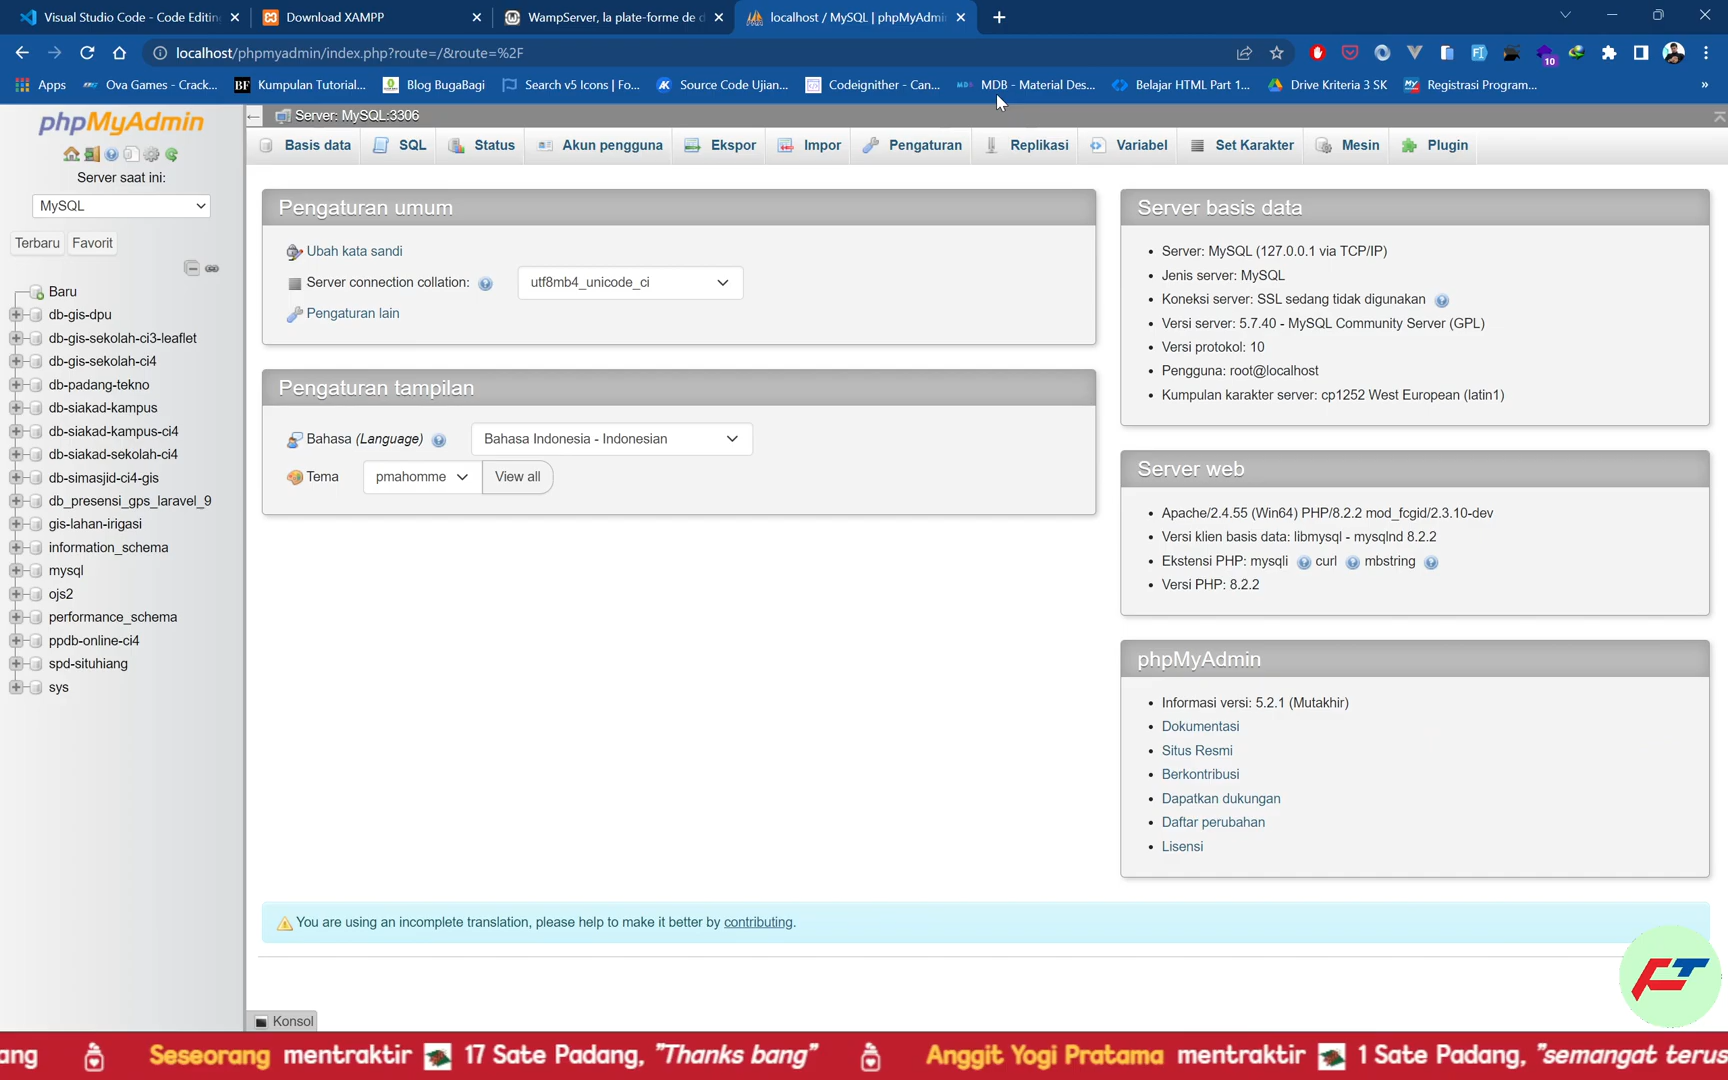 Visual Studio Code - Code Editin
Download XAMPP
WampServer, la plate-forme de d
localhost / MySQL | phpMyAdmin
localhost/phpmyadmin/index.php?route=/&route=%2F
10
Apps
Ova Games - Crack...
Kumpulan Tutorial...
Blog BugaBagi
Search v5 Icons | Fo...
Source Code Ujian...
Codeignither - Can...
MDB - Material Des...
Belajar HTML Part 1...
Drive Kriteria 3 SK
Registrasi Program...
»
phpMyAdmin
Server saat ini:
MySQL
Terbaru Favorit
Baru
db-gis-dpu
db-gis-sekolah-ci3-leaflet
db-gis-sekolah-ci4
db-padang-tekno
db-siakad-kampus
db-siakad-kampus-ci4
db-siakad-sekolah-ci4
db-simasjid-ci4-gis
db_presensi_gps_laravel_9
gis-lahan-irigasi
information_schema
mysql
ojs2
performance_schema
ppdb-online-ci4
spd-situhiang
sys
Server: MySQL:3306
Basis data SQL Status Akun pengguna Ekspor Impor Pengaturan Replikasi Variabel Set Karakter Mesin Plugin
Pengaturan umum
Ubah kata sandi
Server connection collation: utf8mb4_unicode_ci
Pengaturan lain
Pengaturan tampilan
Bahasa (Language) Bahasa Indonesia - Indonesian
Tema pmahomme View all
Server basis data
• Server: MySQL (127.0.0.1 via TCP/IP)
• Jenis server: MySQL
• Koneksi server: SSL sedang tidak digunakan
• Versi server: 5.7.40 - MySQL Community Server (GPL)
• Versi protokol: 10
• Pengguna: root@localhost
• Kumpulan karakter server: cp1252 West European (latin1)
Server web
• Apache/2.4.55 (Win64) PHP/8.2.2 mod_fcgid/2.3.10-dev
• Versi klien basis data: libmysql - mysqlnd 8.2.2
• Ekstensi PHP: mysqli curl mbstring
• Versi PHP: 8.2.2
phpMyAdmin
• Informasi versi: 5.2.1 (Mutakhir)
• Dokumentasi
• Situs Resmi
• Berkontribusi
• Dapatkan dukungan
• Daftar perubahan
• Lisensi
You are using an incomplete translation, please help to make it better by contributing.
Konsol
FT
ang Seseorang mentraktir 17 Sate Padang, "Thanks bang" Anggit Yogi Pratama mentraktir 1 Sate Padang, "semangat terus